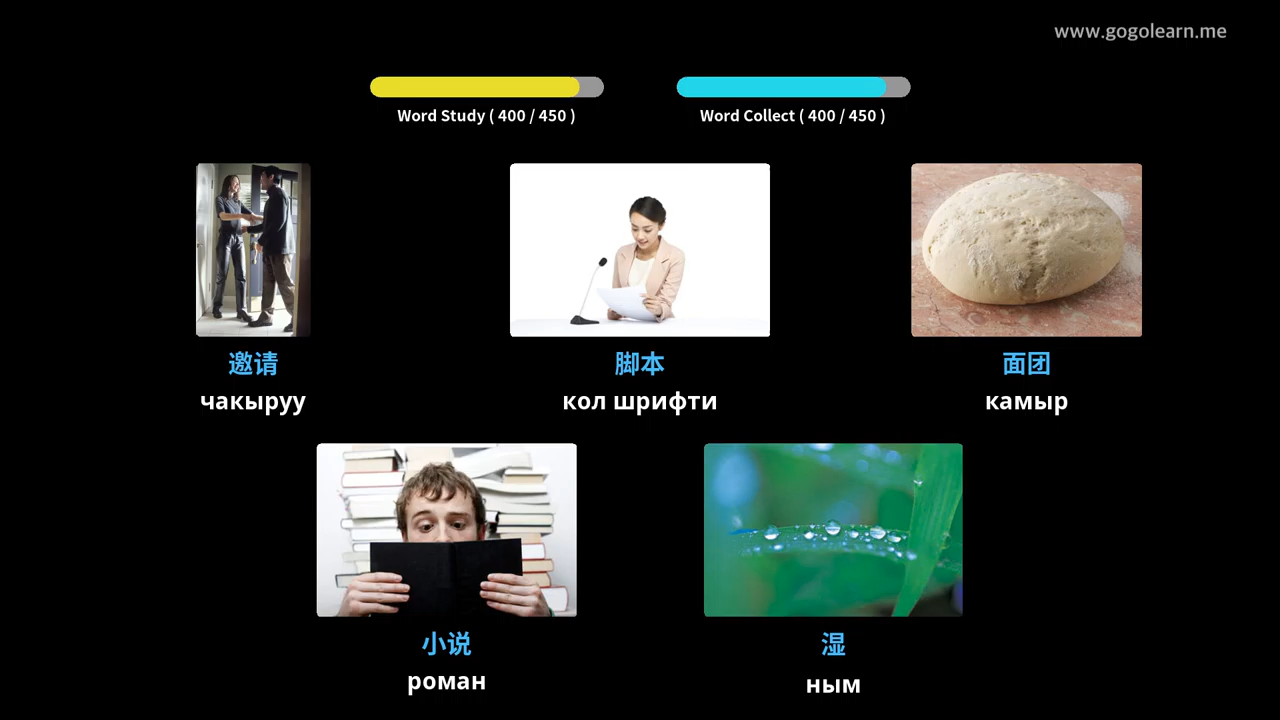 www.gogolearn.me
Word Study ( 400 / 450 )
Word Collect ( 400 / 450 )
邀请
чакыруу
脚本
кол шрифти
面团
камыр
小说
роман
湿
ным